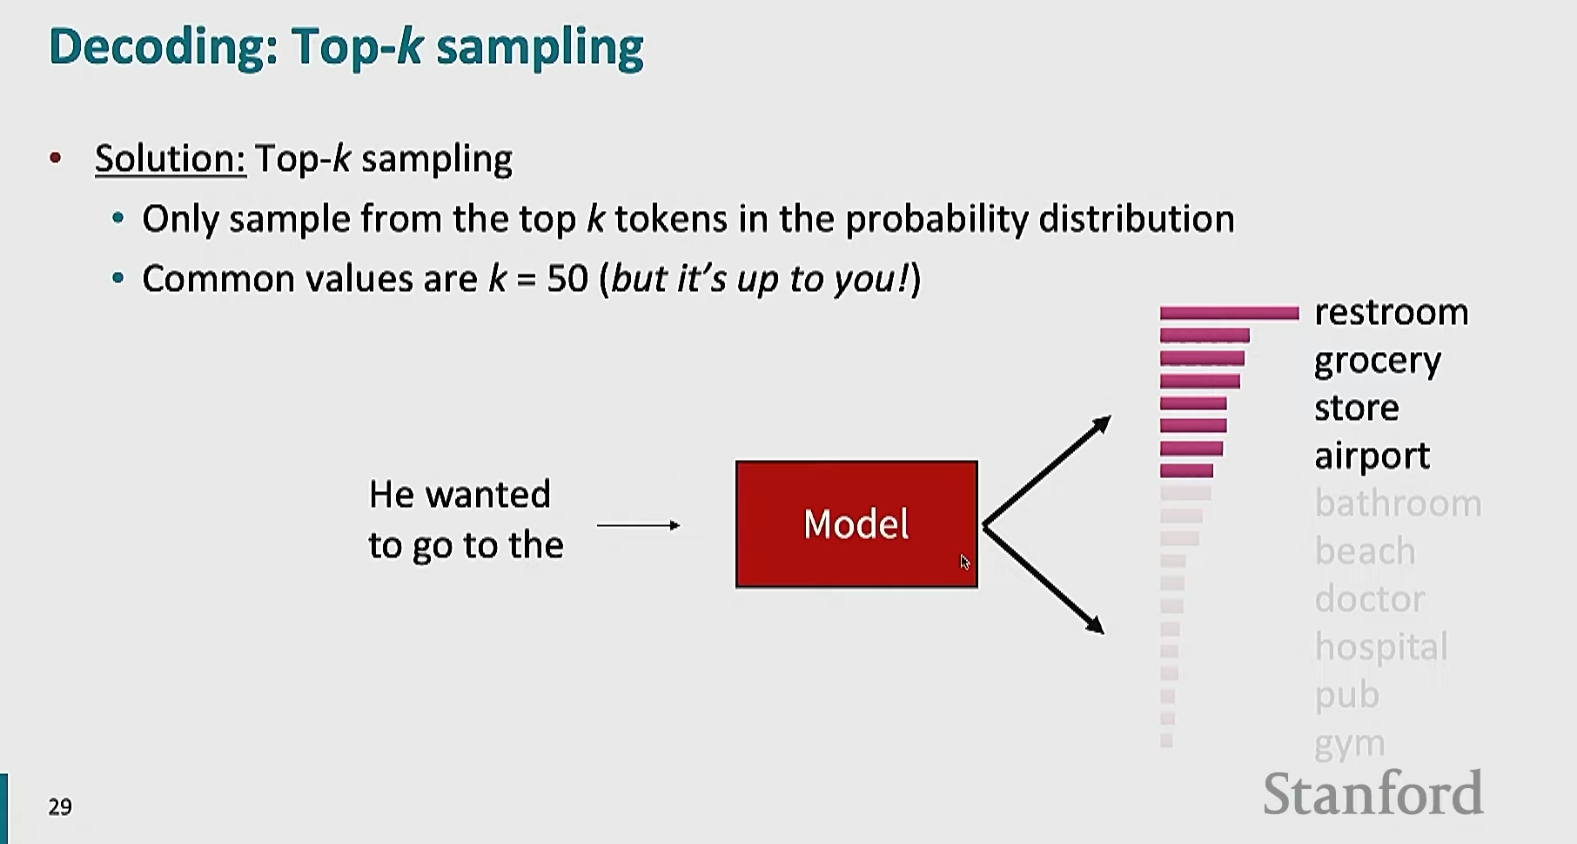 Decoding: Top-k sampling
• Solution: Top-k sampling
• Only sample from the top k tokens in the probability distribution
• Common values are k = 50 (but it's up to you!)
He wanted
to go to the
Model
restroom
grocery
store
airport
bathroom
beach
doctor
hospital
pub
gym
29
Stanford